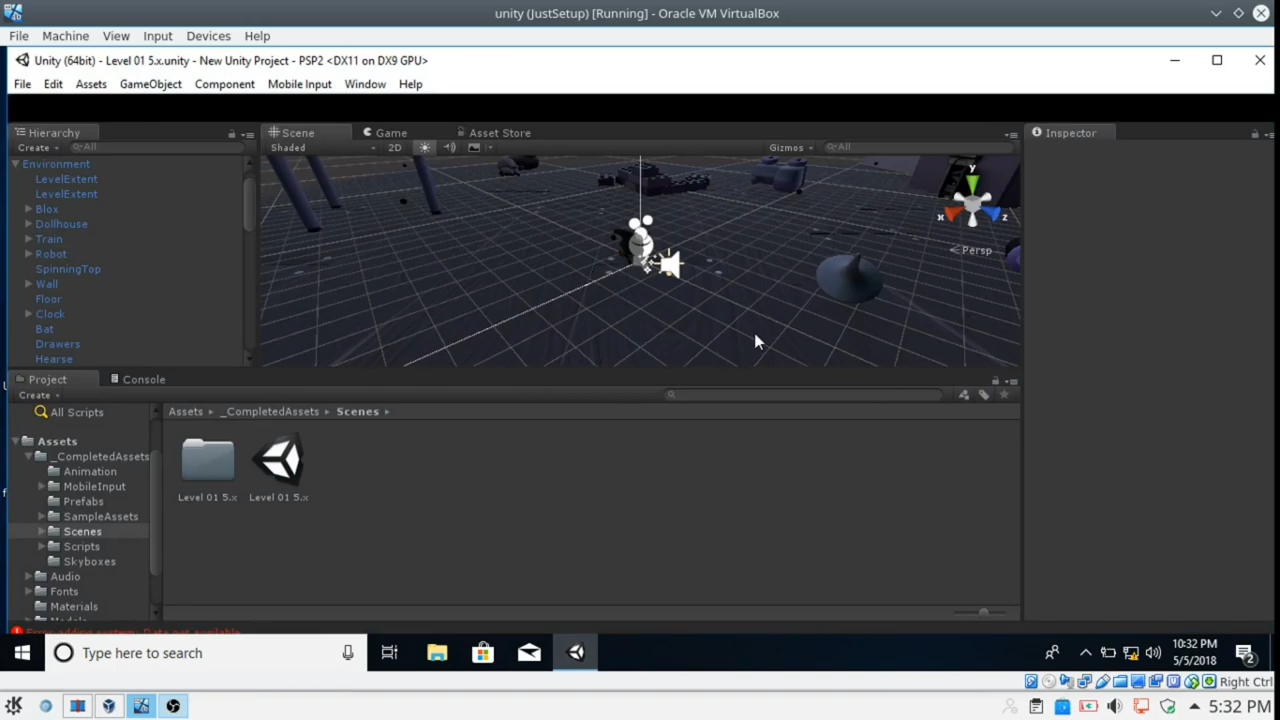 unity (JustSetup) [Running] - Oracle VM VirtualBox
File Machine View Input Devices Help
Unity (64bit) - Level 01 5.x.unity - New Unity Project - PSP2 <DX11 on DX9 GPU>
File Edit Assets GameObject Component Mobile Input Window Help
Hierarchy
Create All
Environment
LevelExtent
LevelExtent
Blox
Dollhouse
Train
Robot
SpinningTop
Wall
Floor
Clock
Bat
Drawers
Hearse
Scene Game Asset Store
Shaded 2D Gizmos All
y
x z
Persp
Inspector
Project Console
Create
All Scripts
Assets
_CompletedAssets
Animation
MobileInput
Prefabs
SampleAssets
Scenes
Scripts
Skyboxes
Audio
Fonts
Materials
Assets _CompletedAssets Scenes
Level 01 5.x Level 01 5.x
Type here to search
10:32 PM
5/5/2018
2
Right Ctrl
5:32 PM